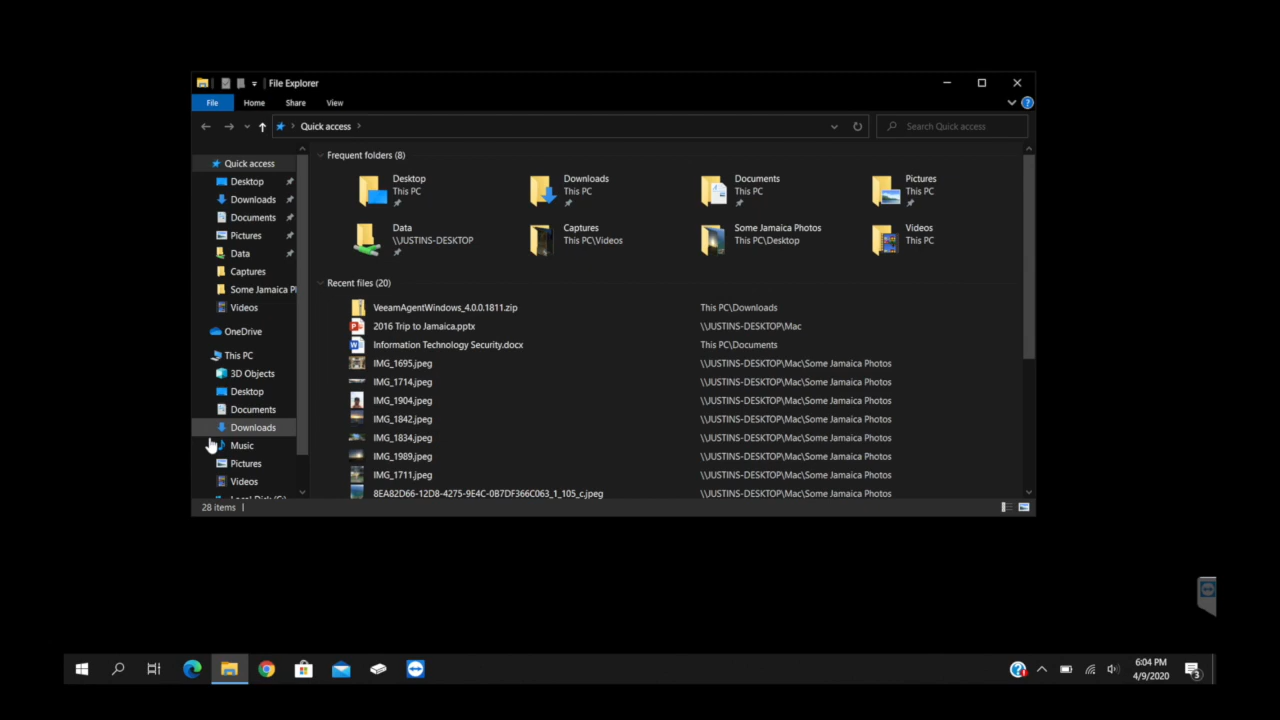 File Explorer
File Home Share View
Quick access
Search Quick access
Quick access
Desktop
Downloads
Documents
Pictures
Data
Captures
Some Jamaica P
Videos
OneDrive
This PC
3D Objects
Desktop
Documents
Downloads
Music
Pictures
Videos
Local Disk (C:)
Frequent folders (8)
Desktop
This PC
Downloads
This PC
Documents
This PC
Pictures
This PC
Data
\\JUSTINS-DESKTOP
Captures
This PC\Videos
Some Jamaica Photos
This PC\Desktop
Videos
This PC
Recent files (20)
VeeamAgentWindows_4.0.0.1811.zip This PC\Downloads
2016 Trip to Jamaica.pptx \\JUSTINS-DESKTOP\Mac
Information Technology Security.docx This PC\Documents
IMG_1695.jpeg \\JUSTINS-DESKTOP\Mac\Some Jamaica Photos
IMG_1714.jpeg \\JUSTINS-DESKTOP\Mac\Some Jamaica Photos
IMG_1904.jpeg \\JUSTINS-DESKTOP\Mac\Some Jamaica Photos
IMG_1842.jpeg \\JUSTINS-DESKTOP\Mac\Some Jamaica Photos
IMG_1834.jpeg \\JUSTINS-DESKTOP\Mac\Some Jamaica Photos
IMG_1989.jpeg \\JUSTINS-DESKTOP\Mac\Some Jamaica Photos
IMG_1711.jpeg \\JUSTINS-DESKTOP\Mac\Some Jamaica Photos
8EA82D66-12D8-4275-9E4C-0B7DF366C063_1_105_c.jpeg \\JUSTINS-DESKTOP\Mac\Some Jamaica Photos
28 items
6:04 PM
4/9/2020
3